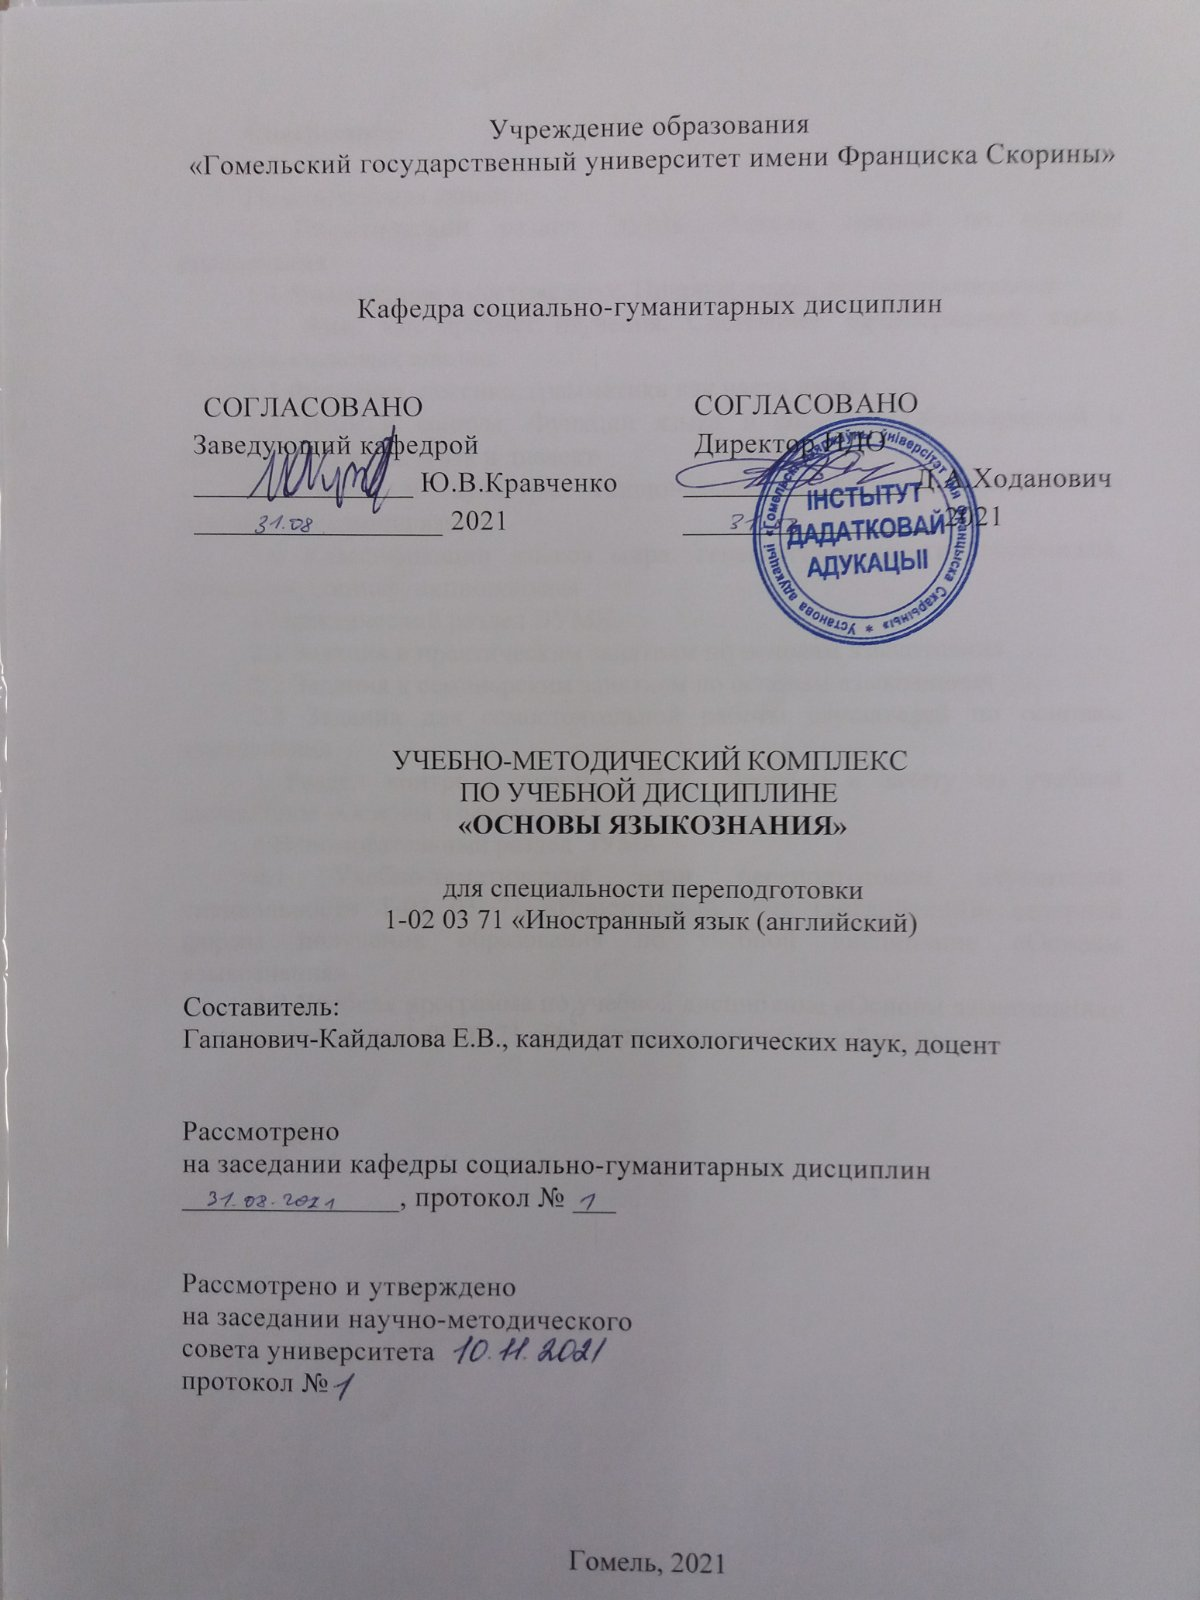 Учреждение образования
«Гомельский государственный университет имени Франциска Скорины»
Кафедра социально-гуманитарных дисциплин
СОГЛАСОВАНО
Заведующий кафедрой
Ю.В.Кравченко
31.08 2021
СОГЛАСОВАНО
Директор ИДО
Д.А.Ходанович
31. 2021
ІНСТЫТУТ
ДАДАТКОВАЙ
АДУКАЦЫІ
УЧЕБНО-МЕТОДИЧЕСКИЙ КОМПЛЕКС
ПО УЧЕБНОЙ ДИСЦИПЛИНЕ
«ОСНОВЫ ЯЗЫКОЗНАНИЯ»
для специальности переподготовки
1-02 03 71 «Иностранный язык (английский)
Составитель:
Гапанович-Кайдалова Е.В., кандидат психологических наук, доцент
Рассмотрено
на заседании кафедры социально-гуманитарных дисциплин
31.08.2021, протокол № 1
Рассмотрено и утверждено
на заседании научно-методического
совета университета 10.11.2021
протокол № 1
Гомель, 2021